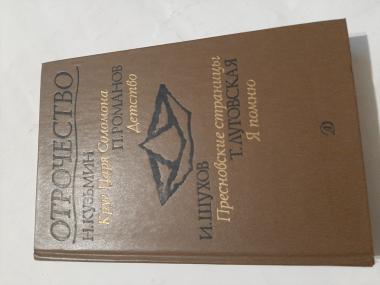 ОТРОЧЕСТВО
Н.КУЗЬМИН
Круг Царя Соломона
П.РОМАНОВ
Детство
И.ШУХОВ
Пресновские страницы
Т.ЛУГОВСКАЯ
Я помню